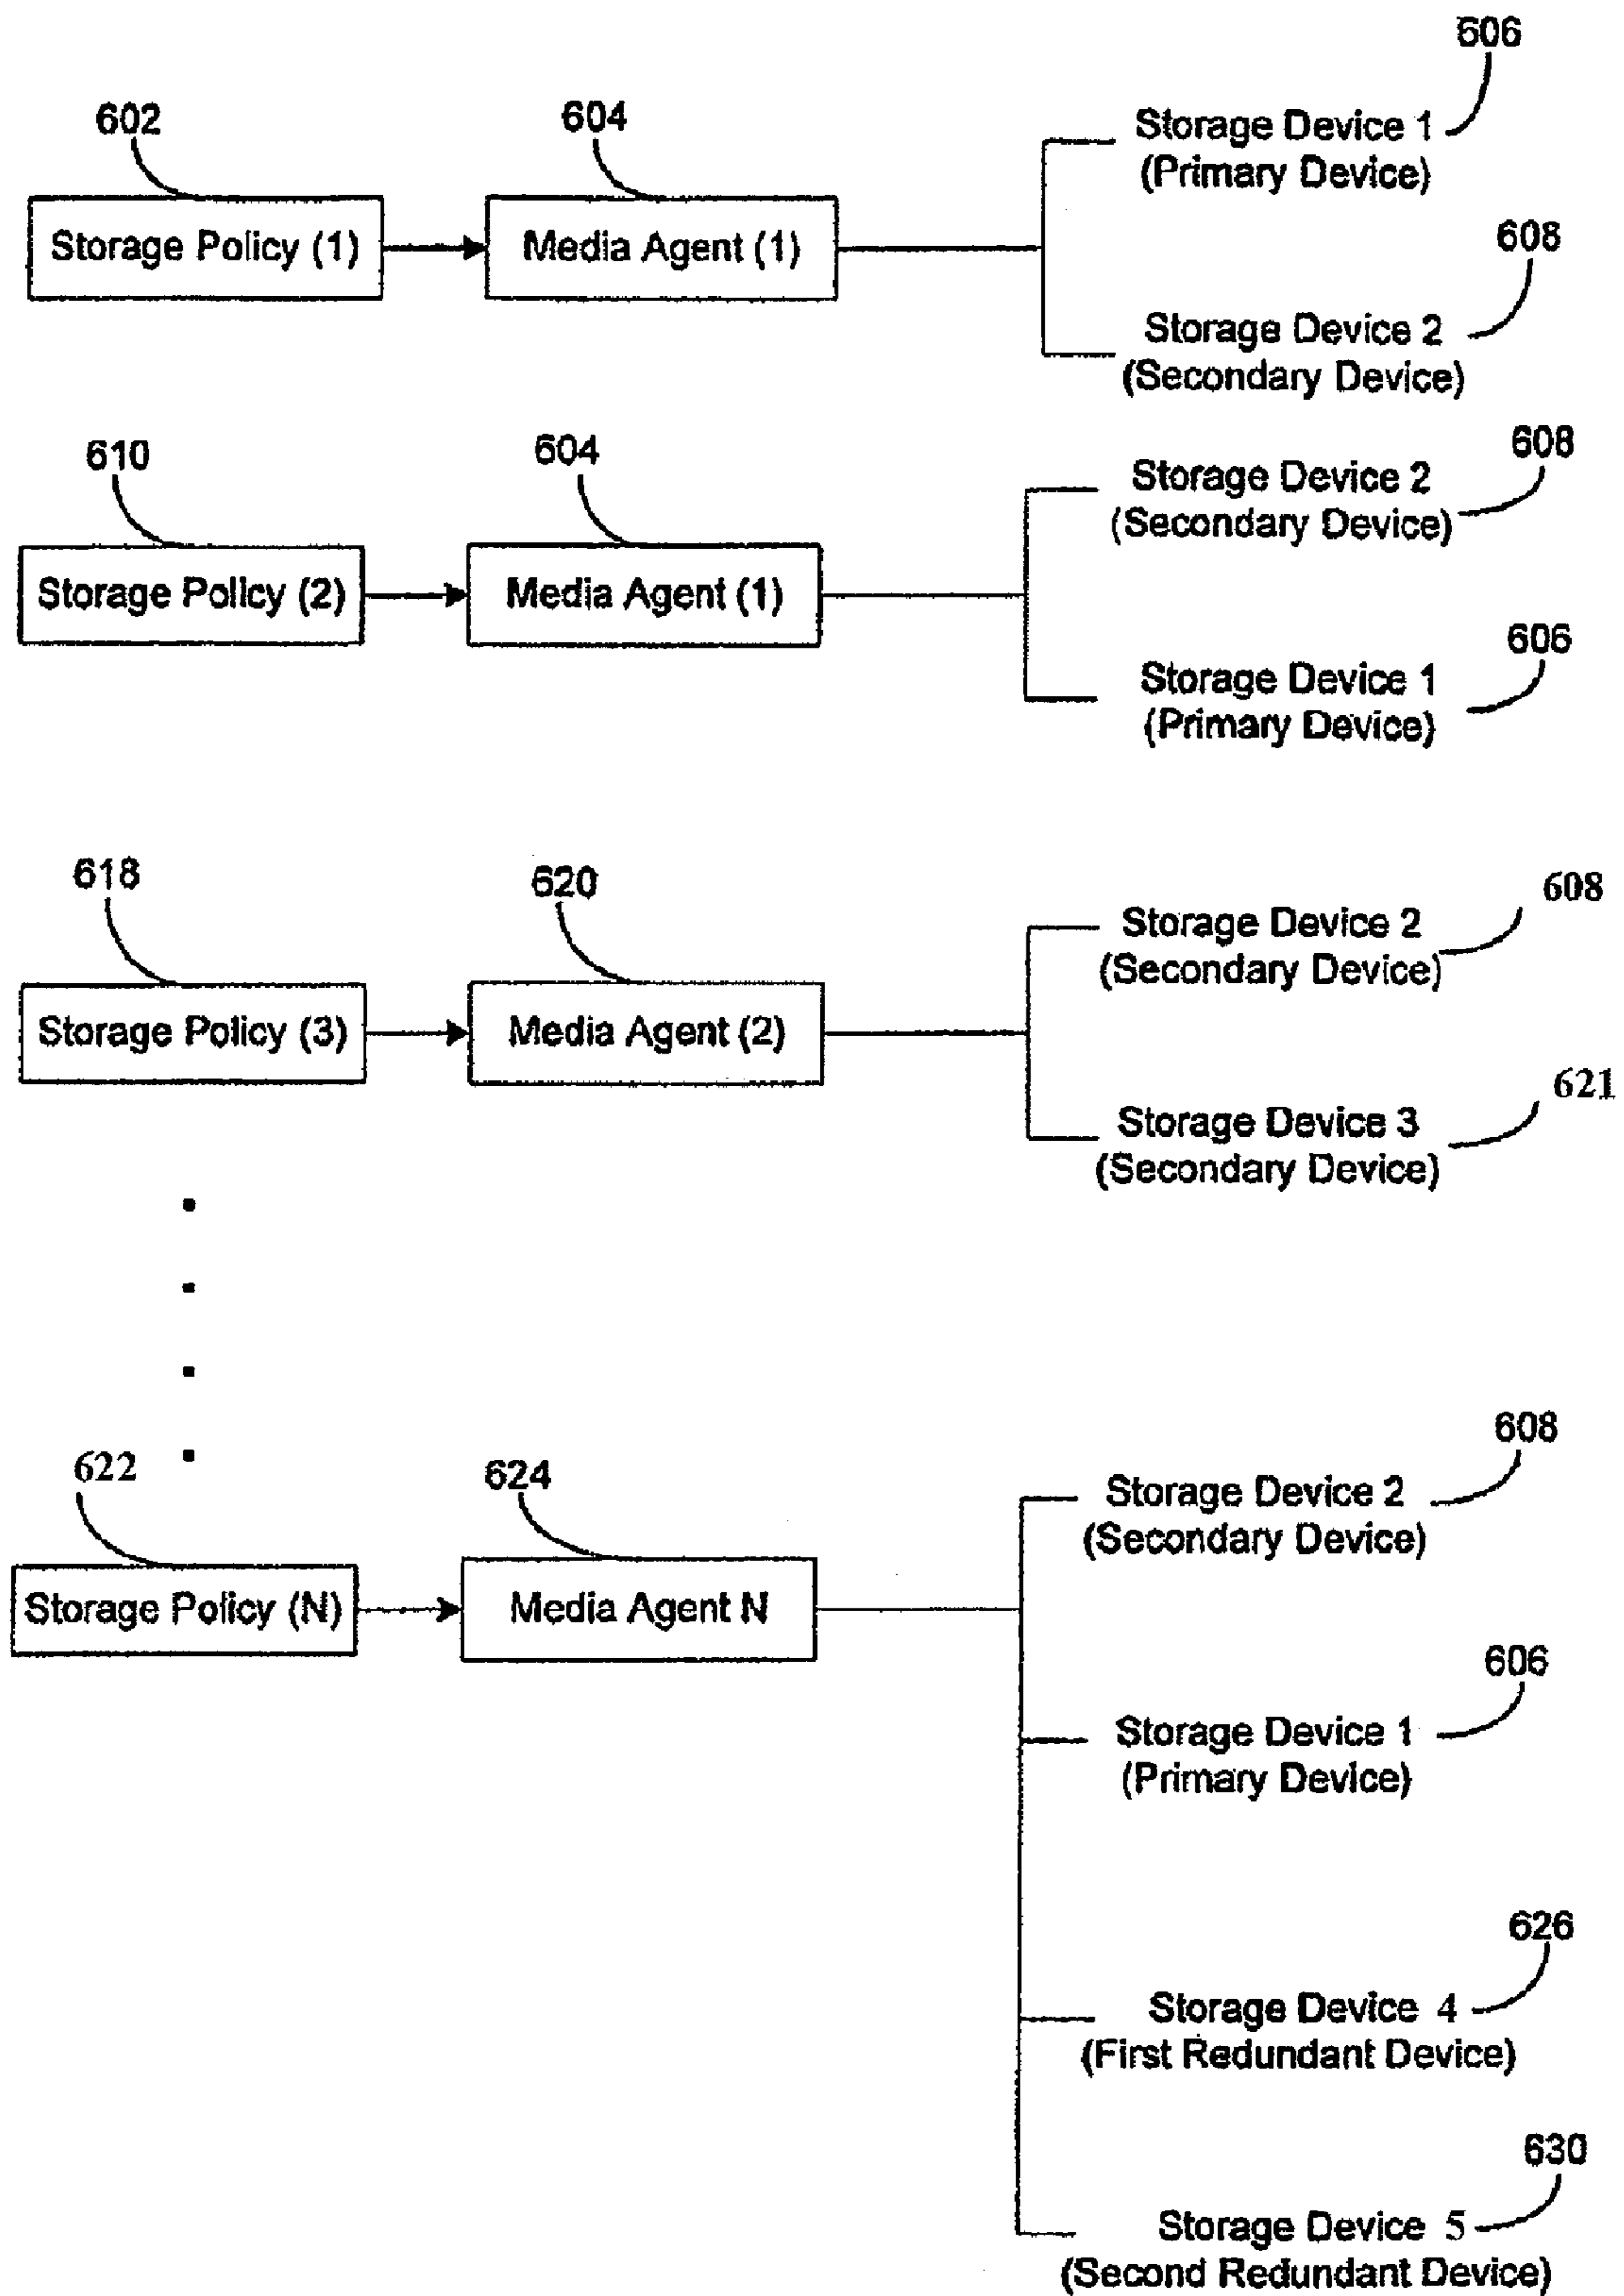 606
602
604
Storage Device 1
(Primary Device)
Storage Policy (1)
Media Agent (1)
608
Storage Device 2
(Secondary Device)
610
604
608
Storage Device 2
(Secondary Device)
Storage Policy (2)
Media Agent (1)
606
Storage Device 1
(Primary Device)
618
620
608
Storage Device 2
(Secondary Device)
Storage Policy (3)
Media Agent (2)
621
Storage Device 3
(Secondary Device)
622
624
608
Storage Device 2
(Secondary Device)
Storage Policy (N)
Media Agent N
606
Storage Device 1
(Primary Device)
626
Storage Device 4
(First Redundant Device)
630
Storage Device 5
(Second Redundant Device)